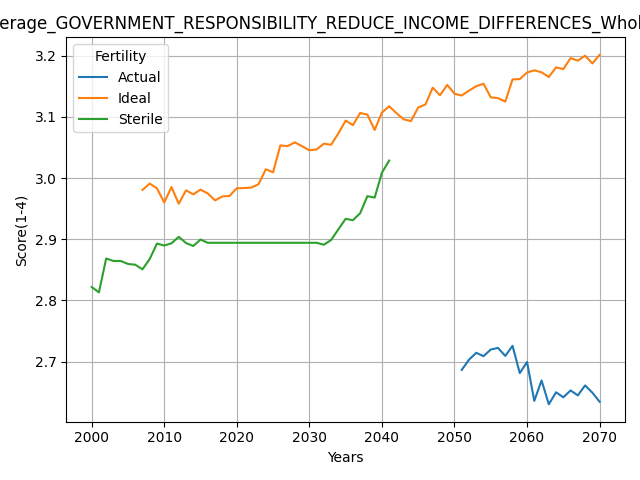 erage_GOVERNMENT_RESPONSIBILITY_REDUCE_INCOME_DIFFERENCES_Whol
Fertility
Actual
Ideal
Sterile
Score(1-4)
3.2
3.1
3.0
2.9
2.8
2.7
2000 2010 2020 2030 2040 2050 2060 2070
Years